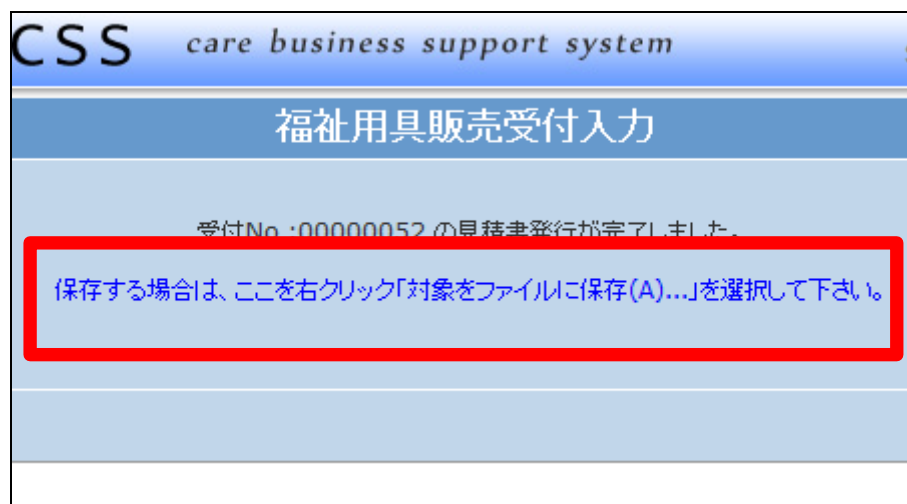 CSS care business support system
福祉用具販売受付入力
受付No.:00000052 の見積書発行が完了しました。
保存する場合は、ここを右クリック「対象をファイルに保存(A)...」を選択して下さい。